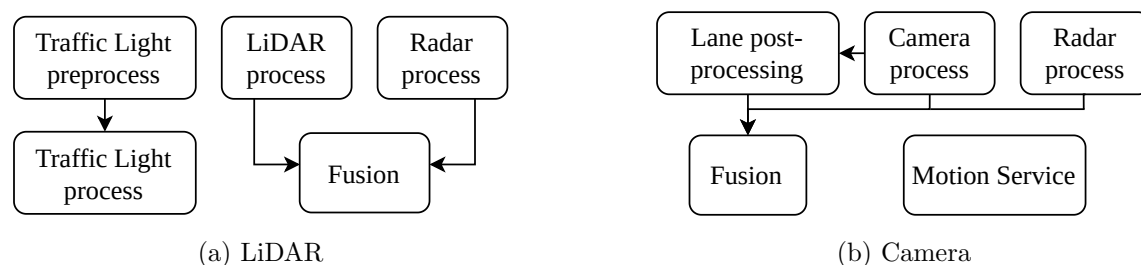 Traffic Light
preprocess
LiDAR
process
Radar
process
Traffic Light
process
Fusion
(a) LiDAR
Lane post-
processing
Camera
process
Radar
process
Fusion
Motion Service
(b) Camera